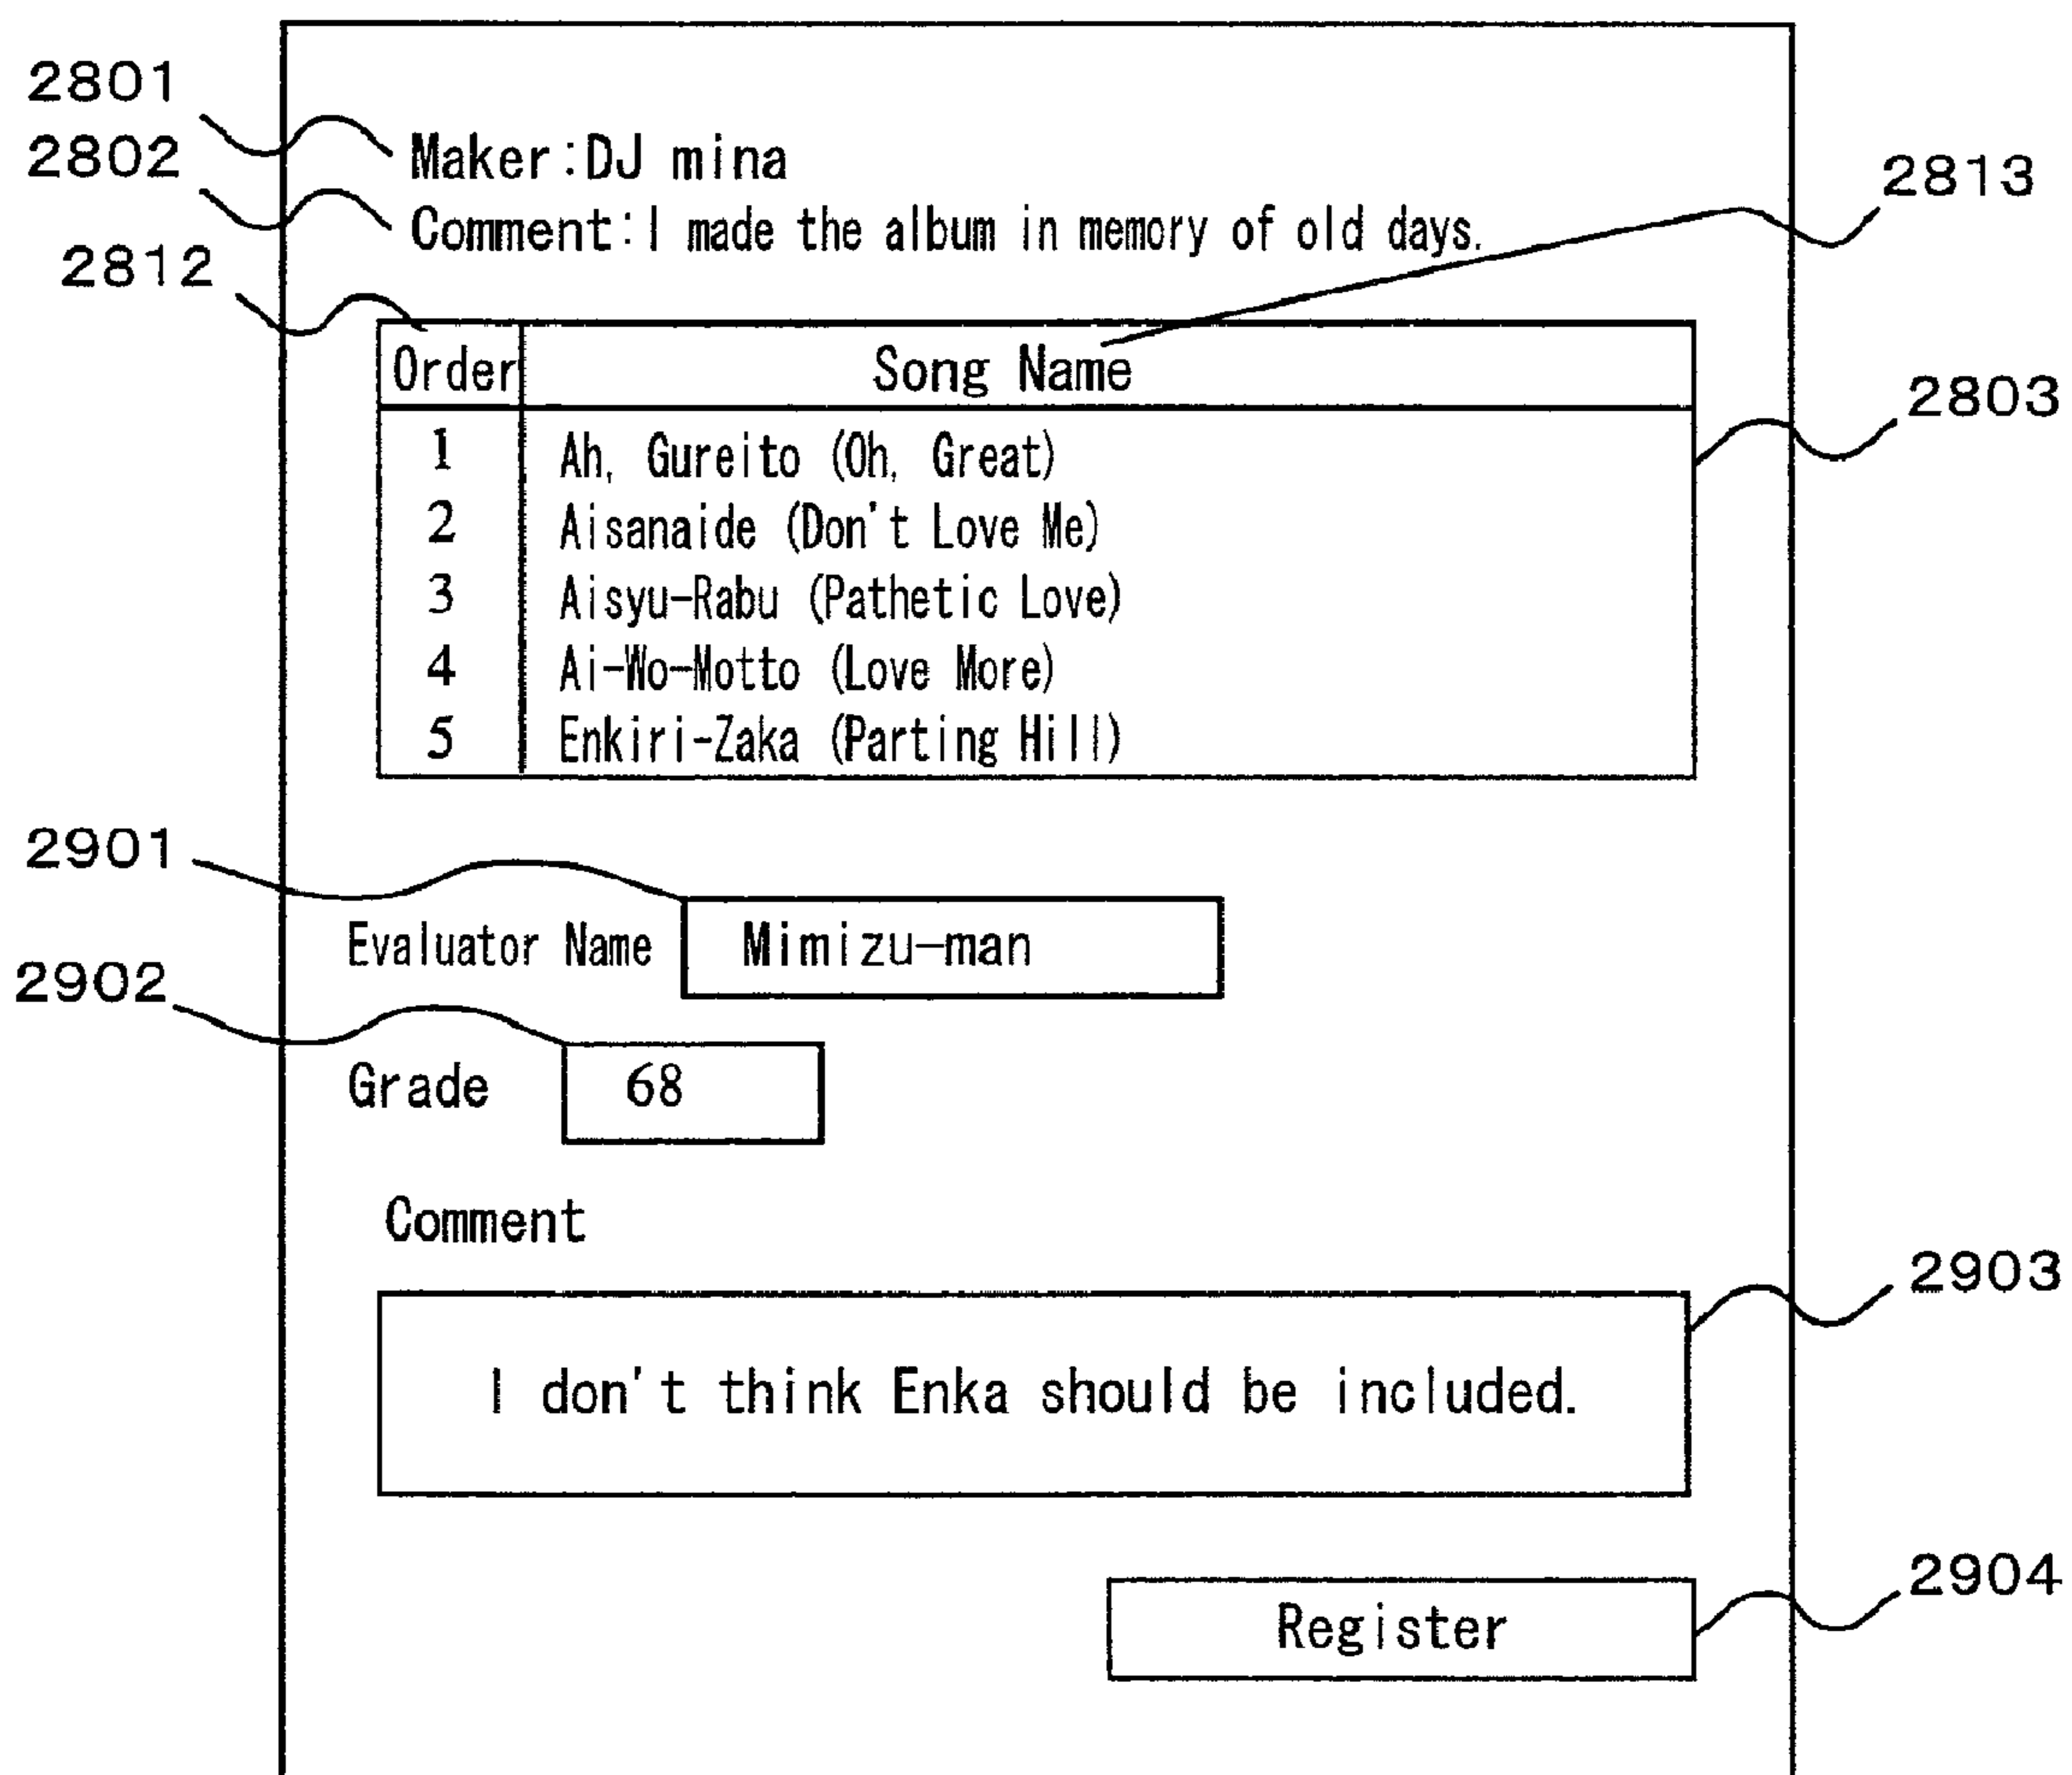 2801
Maker:DJ mina
2802
2813
Comment:I made the album in memory of old days.
2812
Order Song Name
2803
1 Ah, Gureito (Oh, Great)
2 Aisanaide (Don't Love Me)
3 Aisyu-Rabu (Pathetic Love)
4 Ai-Wo-Motto (Love More)
5 Enkiri-Zaka (Parting Hill)
2901
Evaluator Name Mimizu-man
2902
Grade 68
Comment
2903
I don't think Enka should be included.
2904
Register